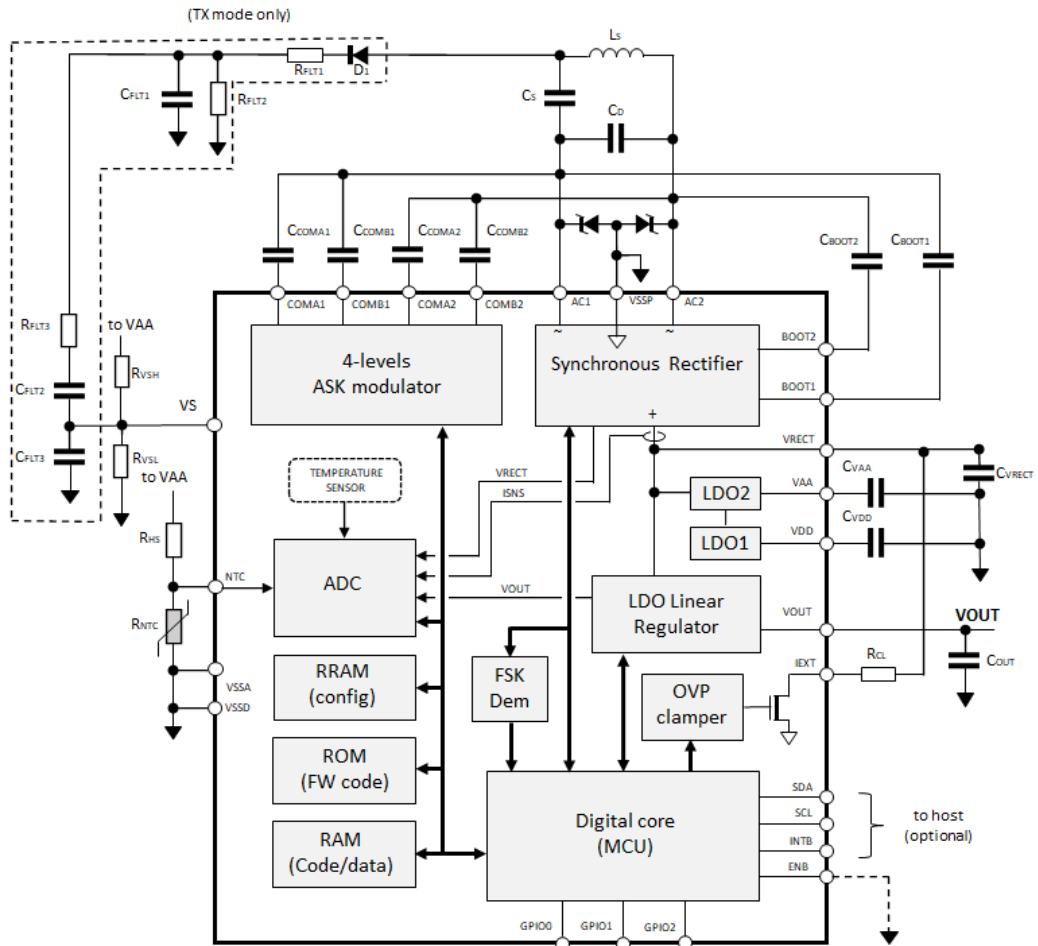 (TX mode only)
LS
RFLT1
D1
CFLT1
RFLT2
CS
CD
CCOMA1
CCOMB1
CCOMA2
CCOMB2
CBOOT2
CBOOT1
COMA1
COMB1
COMA2
COMB2
AC1
VSSP
AC2
RFLT3
to VAA
4-levels
ASK modulator
~
~
Synchronous Rectifier
+
BOOT2
BOOT1
RVSH
CFLT2
VS
CFLT3
RVSL
to VAA
TEMPERATURE
SENSOR
VRECT
ISNS
VRECT
CVAA
CVRECT
LDO2
VAA
CVDD
LDO1
VDD
RHS
NTC
ADC
VOUT
LDO Linear
Regulator
VOUT
VOUT
RNTC
RCL
COUT
IEXT
VSSA
VSSD
RRAM
(config)
FSK
Dem
OVP
clamper
ROM
(FW code)
RAM
(Code/data)
Digital core
(MCU)
SDA
SCL
INTB
ENB
to host
(optional)
GPIO0
GPIO1
GPIO2